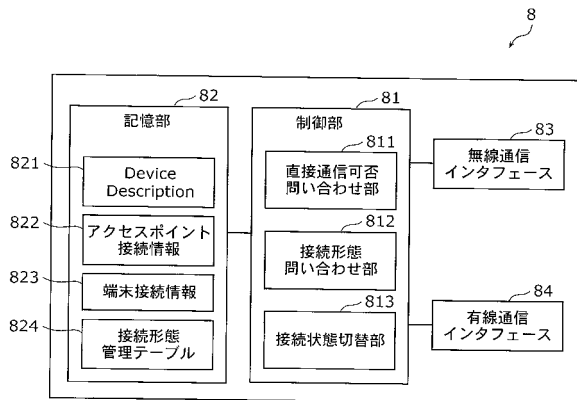 8
82
記憶部
821
Device
Description
822
アクセスポイント
接続情報
823
端末接続情報
824
接続形態
管理テーブル
81
制御部
811
直接通信可否
問い合わせ部
812
接続形態
問い合わせ部
813
接続状態切替部
83
無線通信
インタフェース
84
有線通信
インタフェース